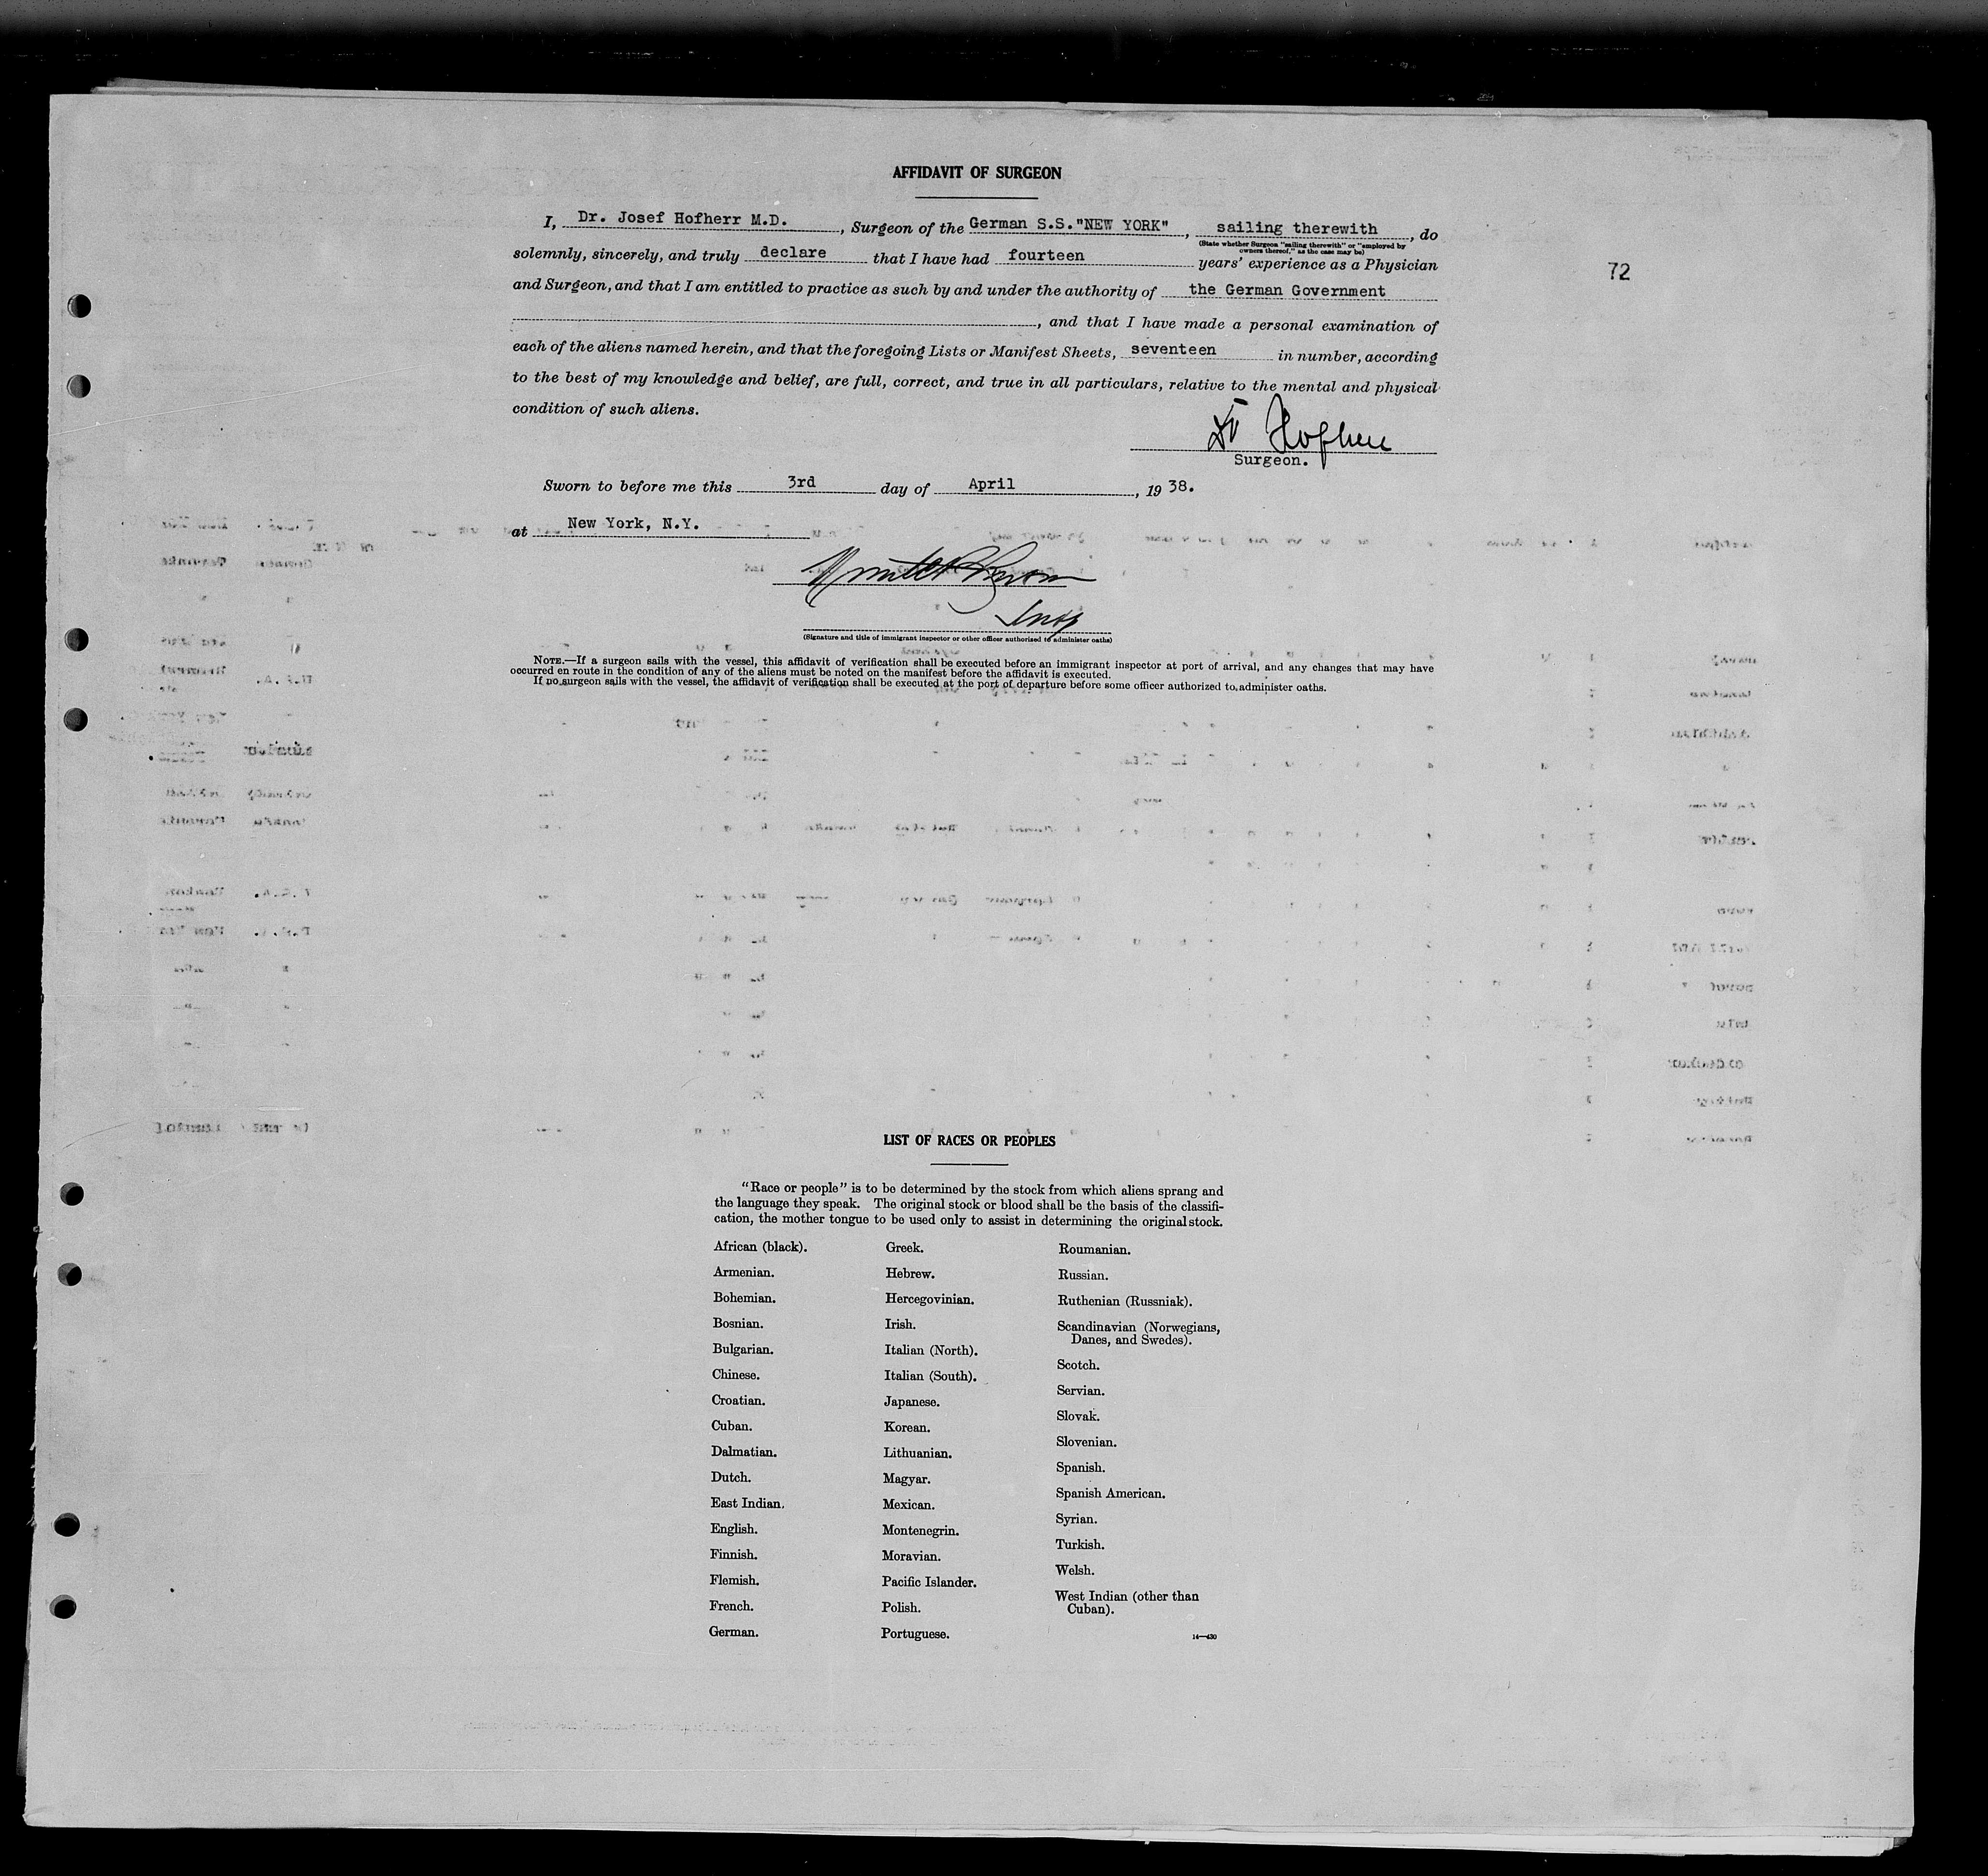 AFFIDAVIT OF SURGEON
I, Dr. Josef Hofherr M.D. , Surgeon of the German S.S."NEW YORK" , sailing therewith , do
(State whether Surgeon "sailing therewith" or "employed by
owners thereof," as the case may be)
solemnly, sincerely, and truly declare that I have had fourteen years' experience as a Physician
72
and Surgeon, and that I am entitled to practice as such by and under the authority of the German Government
, and that I have made a personal examination of
each of the aliens named herein, and that the foregoing Lists or Manifest Sheets, seventeen in number, according
to the best of my knowledge and belief, are full, correct, and true in all particulars, relative to the mental and physical
condition of such aliens.
Dr Hofherr
Surgeon.
Sworn to before me this 3rd day of April , 19 38.
at New York, N.Y.
Insp
(Signature and title of immigrant inspector or other officer authorized to administer oaths)
NOTE.—If a surgeon sails with the vessel, this affidavit of verification shall be executed before an immigrant inspector at port of arrival, and any changes that may have
occurred en route in the condition of any of the aliens must be noted on the manifest before the affidavit is executed.
If no surgeon sails with the vessel, the affidavit of verification shall be executed at the port of departure before some officer authorized to administer oaths.
LIST OF RACES OR PEOPLES
"Race or people" is to be determined by the stock from which aliens sprang and
the language they speak. The original stock or blood shall be the basis of the classifi-
cation, the mother tongue to be used only to assist in determining the original stock.
African (black).
Armenian.
Bohemian.
Bosnian.
Bulgarian.
Chinese.
Croatian.
Cuban.
Dalmatian.
Dutch.
East Indian.
English.
Finnish.
Flemish.
French.
German.
Greek.
Hebrew.
Hercegovinian.
Irish.
Italian (North).
Italian (South).
Japanese.
Korean.
Lithuanian.
Magyar.
Mexican.
Montenegrin.
Moravian.
Pacific Islander.
Polish.
Portuguese.
Roumanian.
Russian.
Ruthenian (Russniak).
Scandinavian (Norwegians,
Danes, and Swedes).
Scotch.
Servian.
Slovak.
Slovenian.
Spanish.
Spanish American.
Syrian.
Turkish.
Welsh.
West Indian (other than
Cuban).
14—430